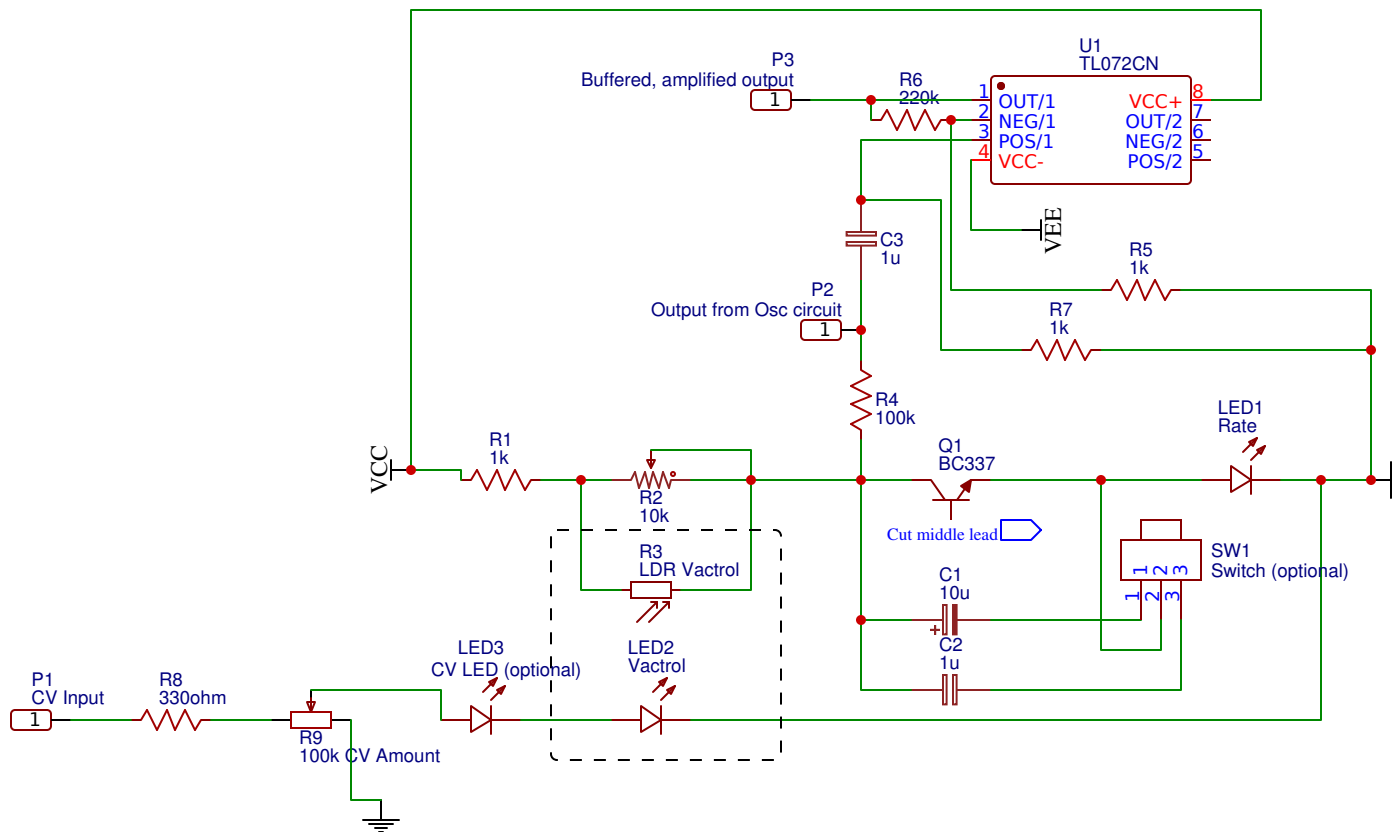 U1
TL072CN
P3
Buffered, amplified output
1
R6
220k
1 OUT/1
2 NEG/1
3 POS/1
4 VCC-
VCC+ 8
OUT/2 7
NEG/2 6
POS/2 5
VEE
C3
1u
R5
1k
P2
Output from Osc circuit
1
R7
1k
R4
100k
LED1
Rate
VCC
R1
1k
R2
10k
Q1
BC337
Cut middle lead
R3
LDR Vactrol
SW1
Switch (optional)
1 2 3
1 2 3
C1
10u
+
C2
1u
LED3
CV LED (optional)
LED2
Vactrol
P1
CV Input
1
R8
330ohm
R9
100k CV Amount